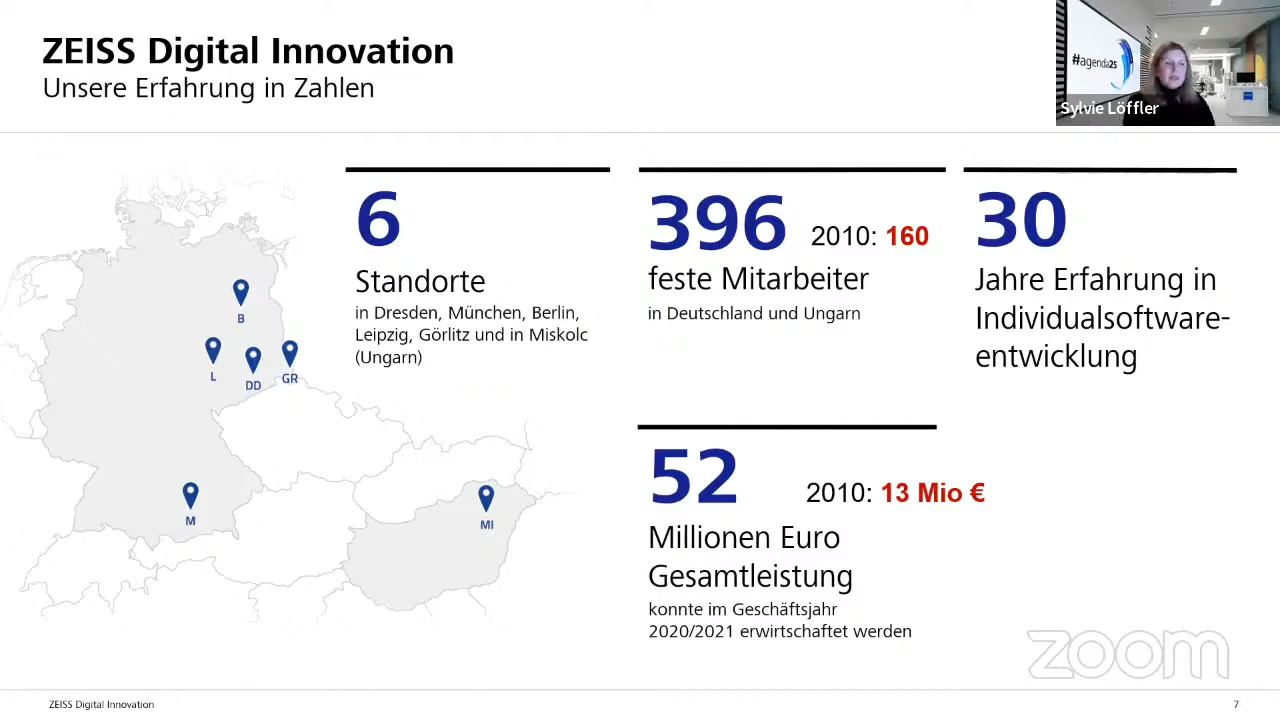 ZEISS Digital Innovation
Unsere Erfahrung in Zahlen
#agenda25
Sylvie Löffler
6
Standorte
in Dresden, München, Berlin,
Leipzig, Görlitz und in Miskolc
(Ungarn)
396 2010: 160
feste Mitarbeiter
in Deutschland und Ungarn
30
Jahre Erfahrung in
Individualsoftware-
entwicklung
B
L
DD
GR
M
MI
52 2010: 13 Mio €
Millionen Euro
Gesamtleistung
konnte im Geschäftsjahr
2020/2021 erwirtschaftet werden
zoom
ZEISS Digital Innovation
7